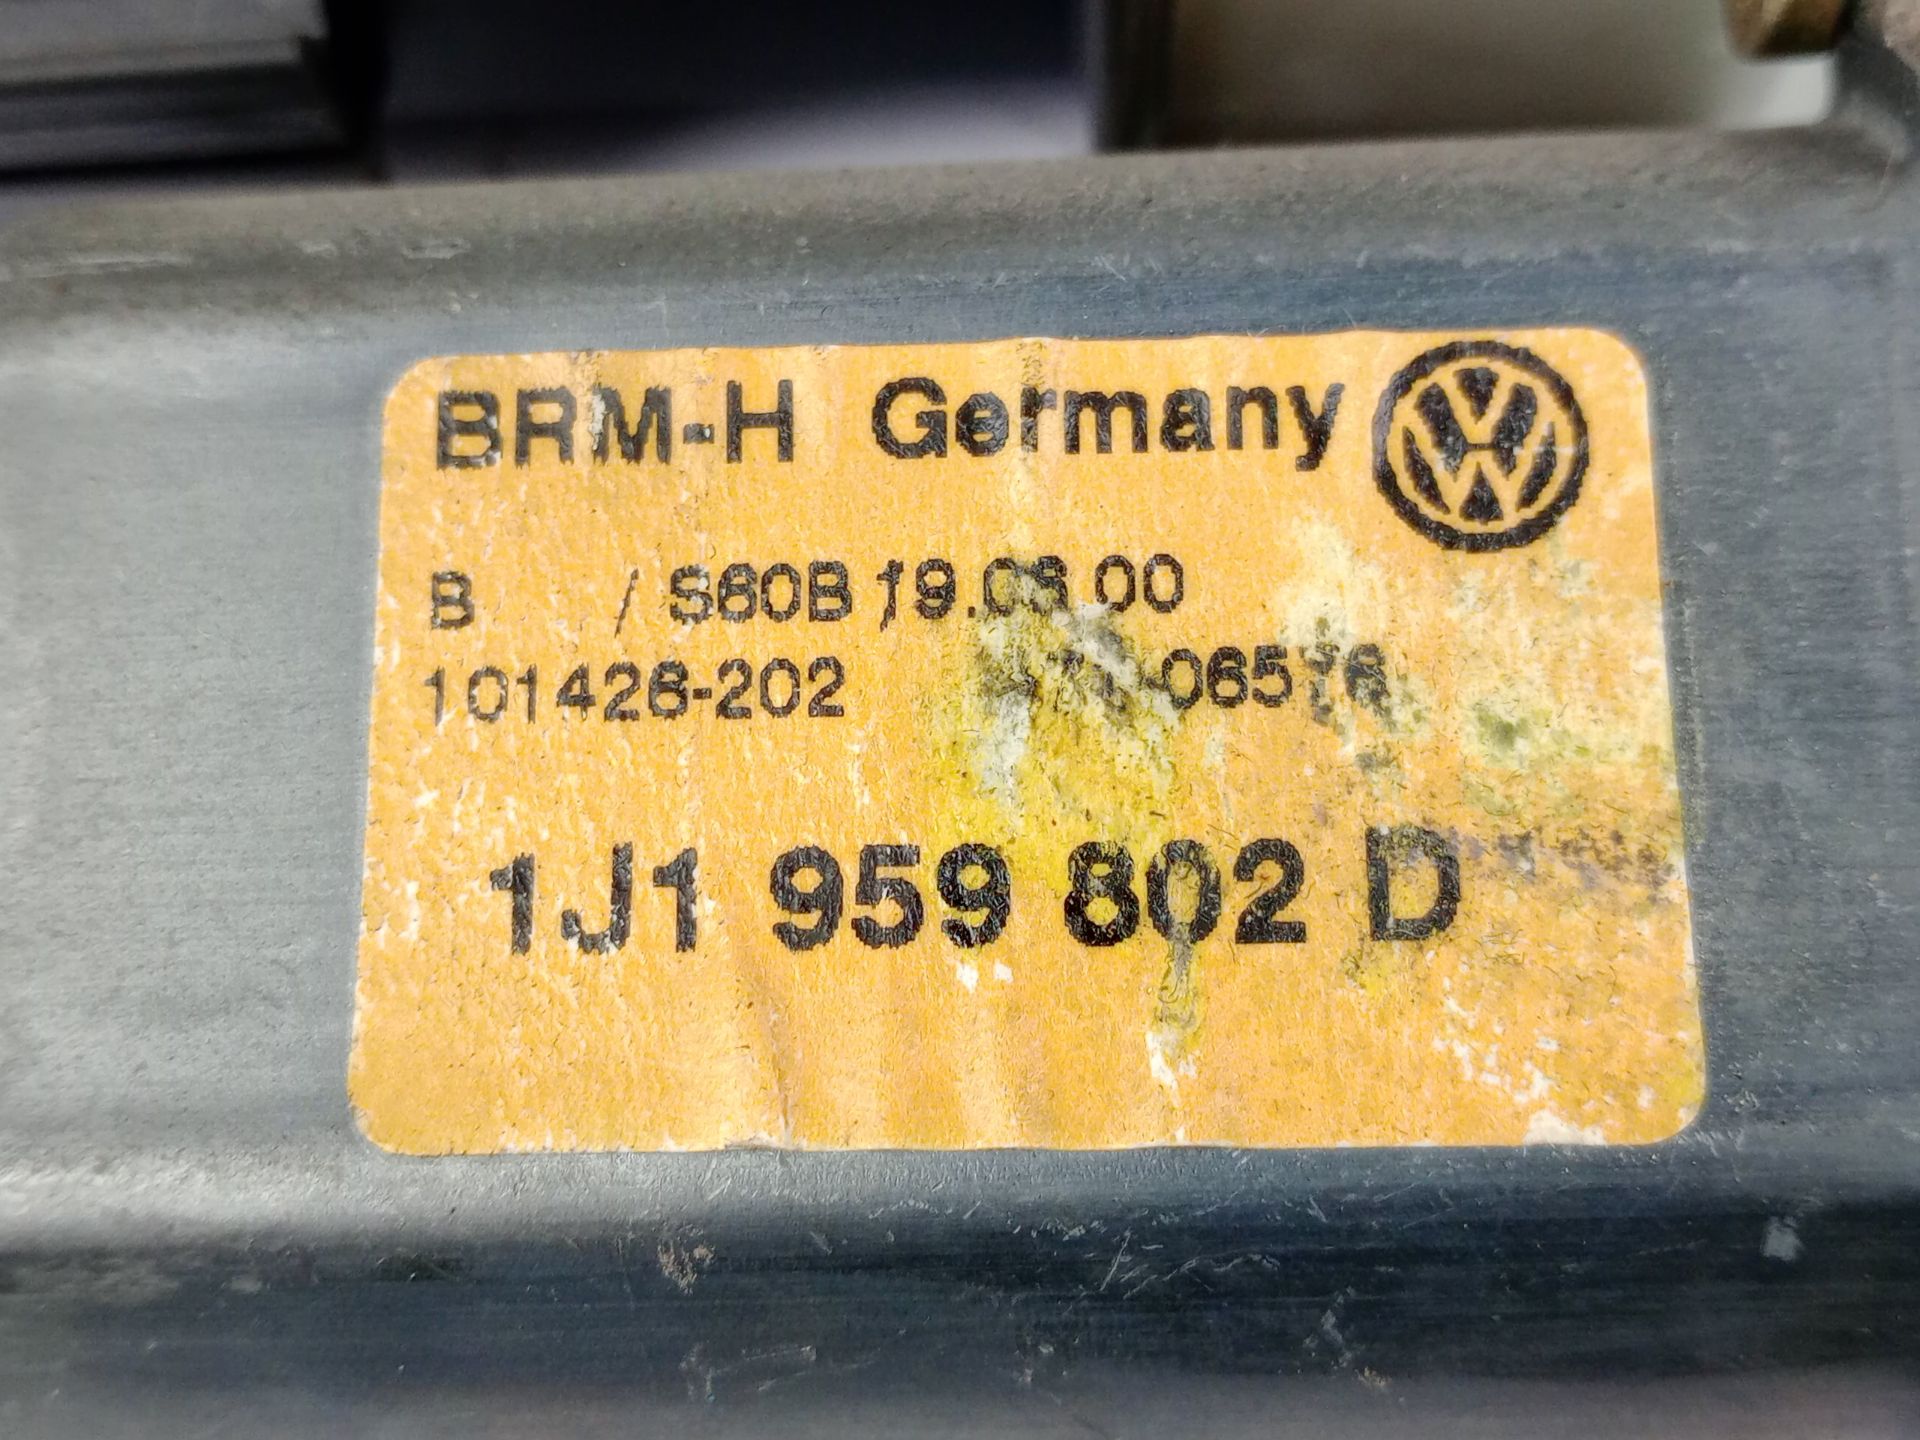 BRM-H Germany
B / S60B 19.06.00
101426-202
1J1 959 802 D